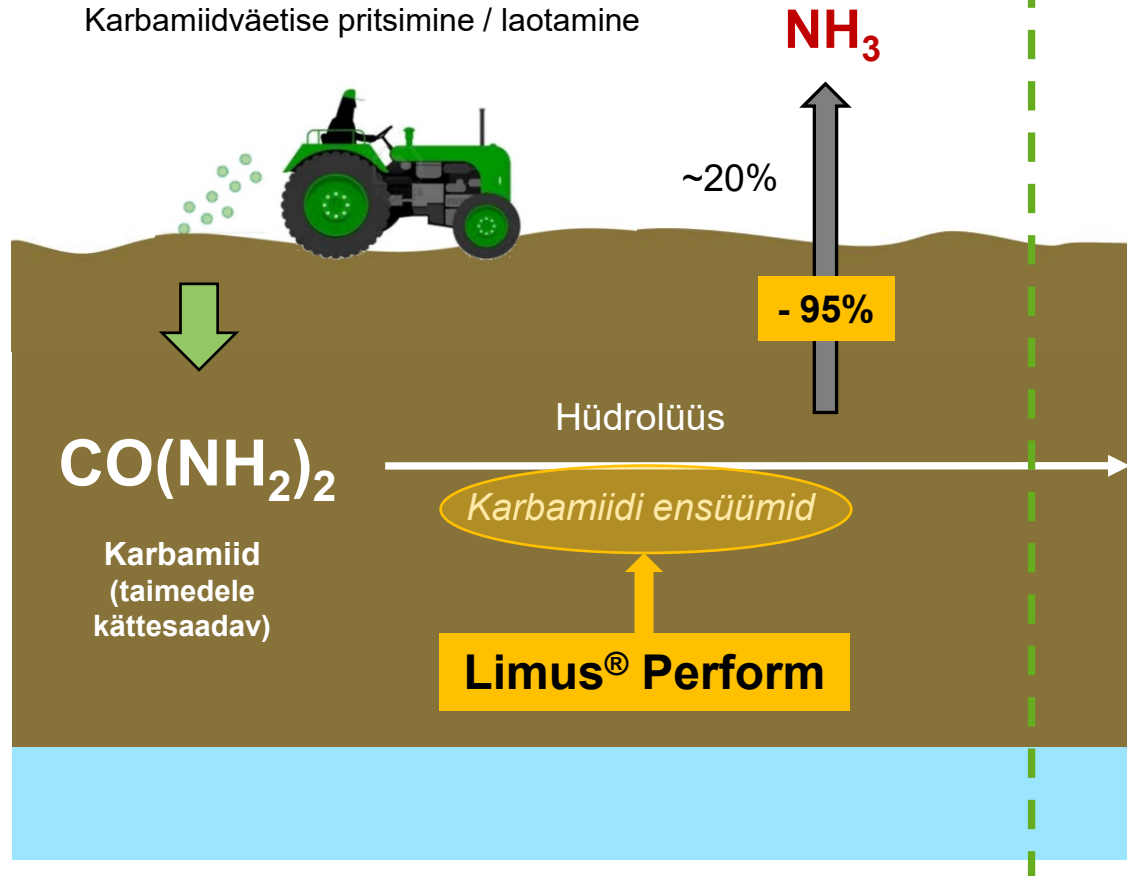 Karbamiidväetise pritsimine / laotamine
NH₃
~20%
- 95%
Hüdrolüüs
CO(NH₂)₂
Karbamiidi ensüümid
Karbamiid
(taimedele
kättesaadav)
Limus® Perform